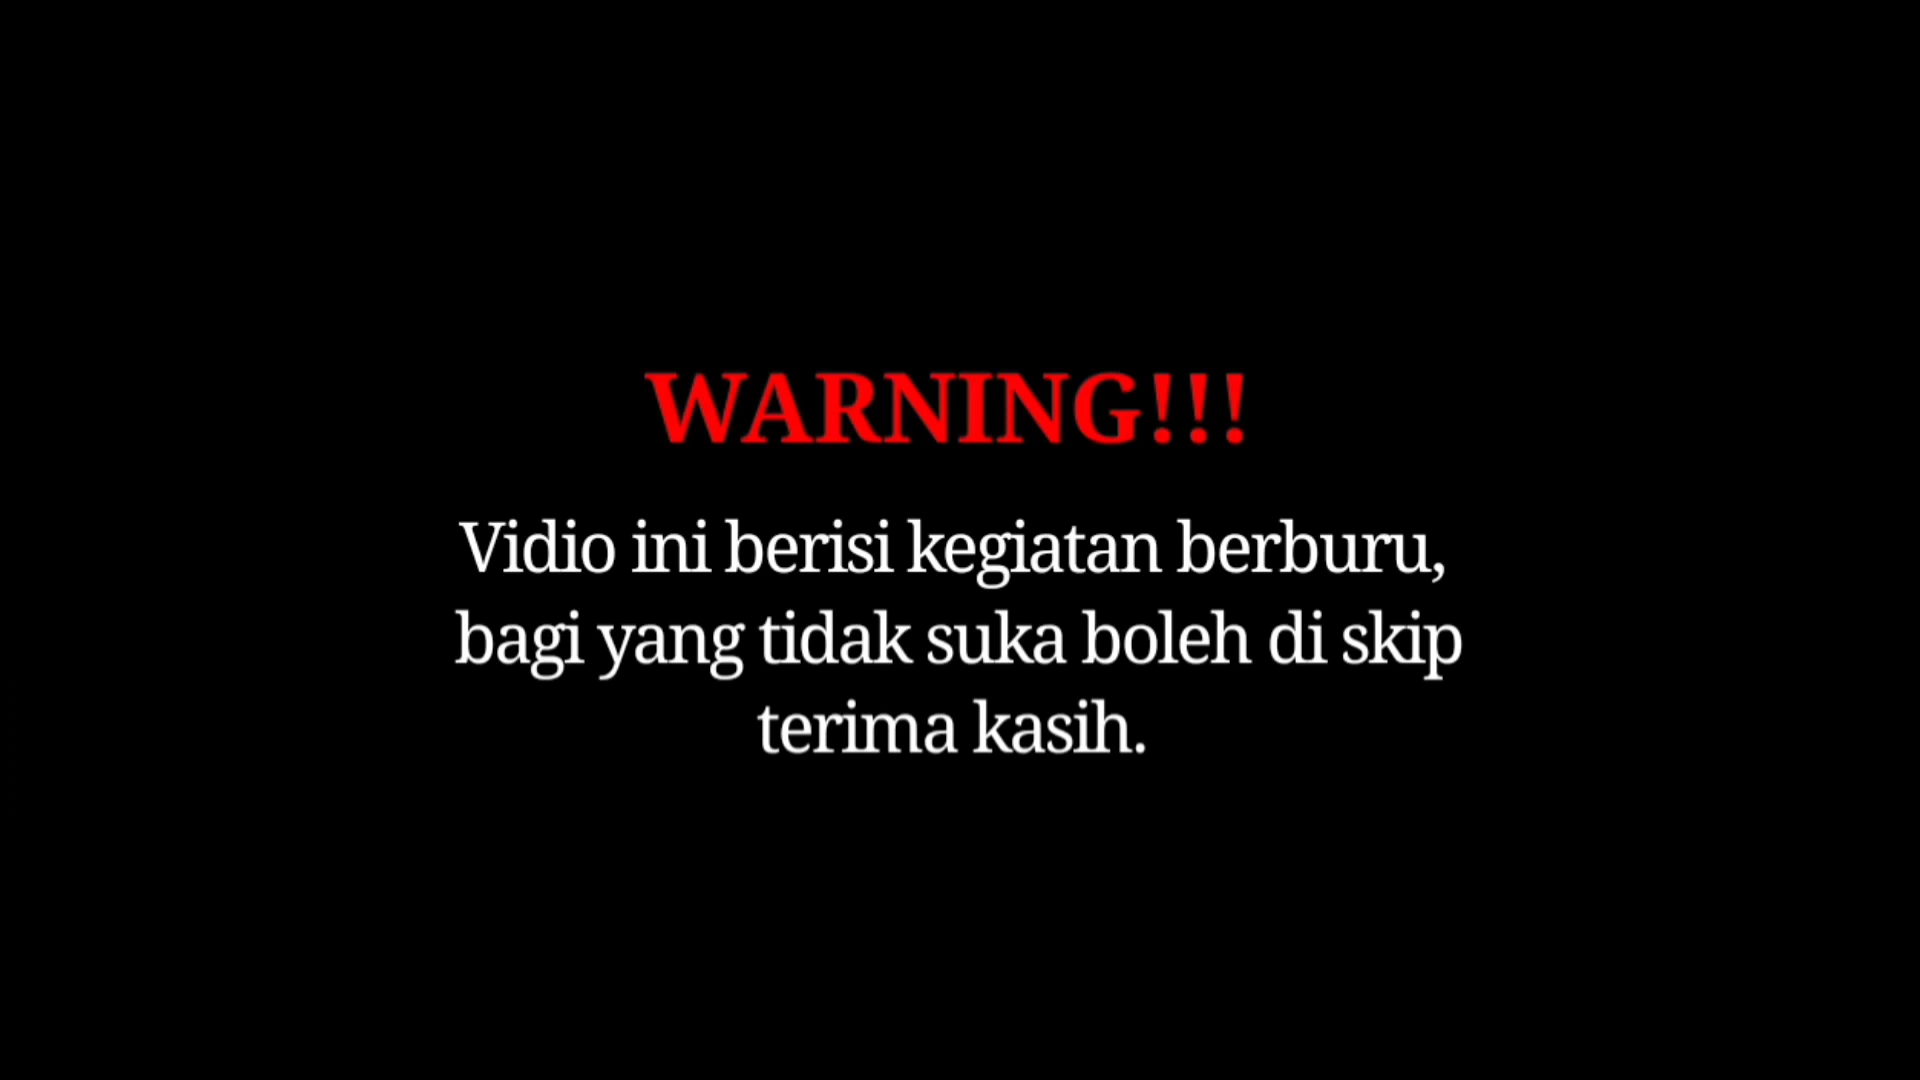 WARNING!!!
Vidio ini berisi kegiatan berburu,
bagi yang tidak suka boleh di skip
terima kasih.